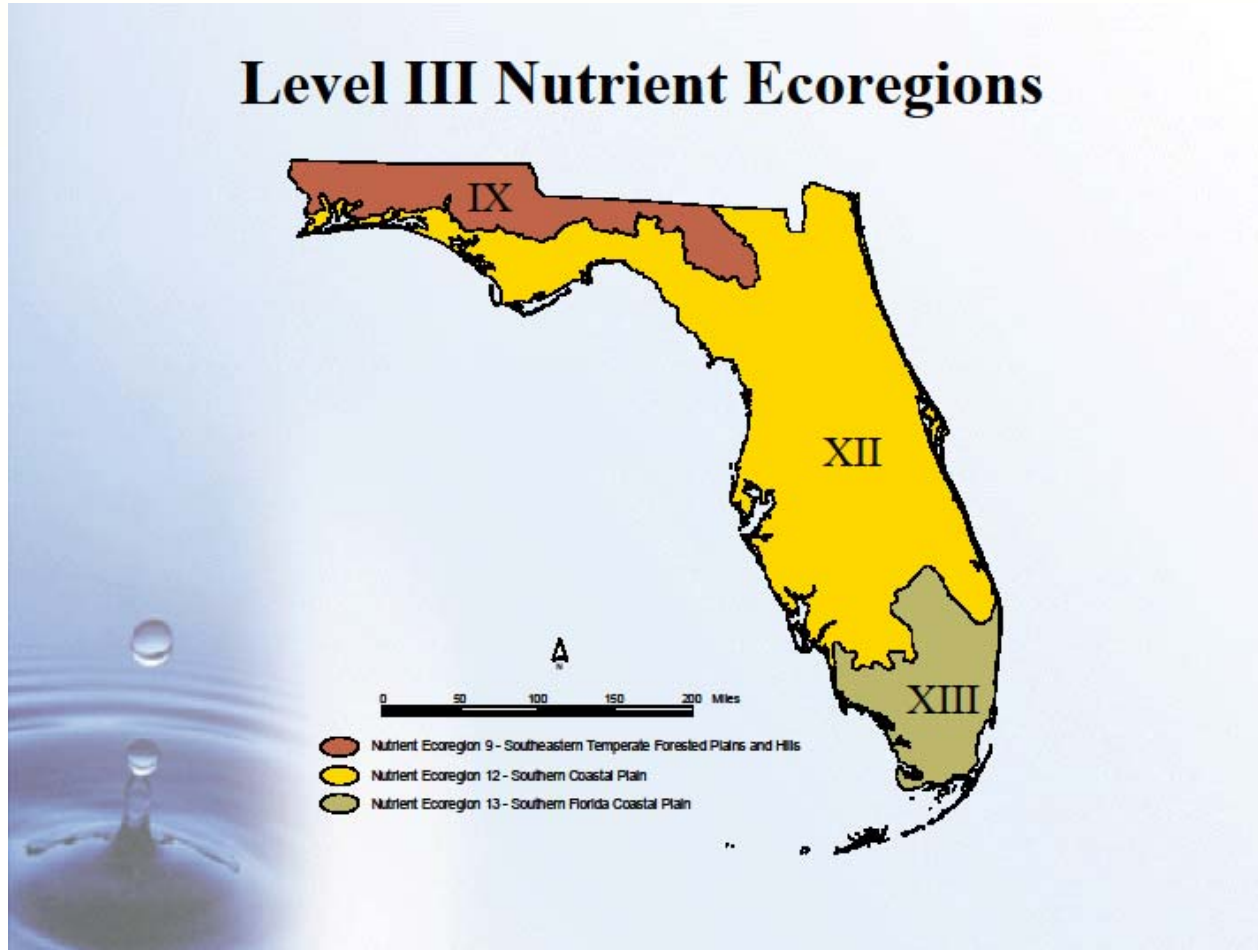 Level III Nutrient Ecoregions
IX
XII
XIII
N
0 50 100 150 200 Miles
Nutrient Ecoregion 9 - Southeastern Temperate Forested Plains and Hills
Nutrient Ecoregion 12 - Southern Coastal Plain
Nutrient Ecoregion 13 - Southern Florida Coastal Plain